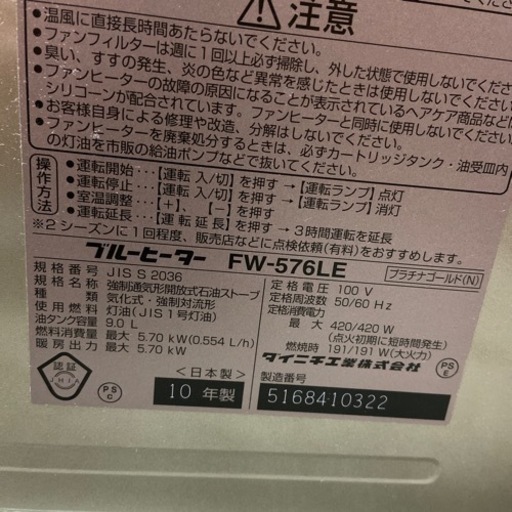 ⚠注意
●温風に直接長時間あたらないでください。
●ファンフィルターは週に1回以上必ず掃除し、外した状態で使用しないでください。
●臭い、すすの発生、炎の色など異常を感じたときは使用しないでください。
●ファンヒーターの故障の原因になることが表示されているヘアケア商品など
シリコーンが配合されています。ファンヒーターと同時に使用しないでください。
●お客様自身による修理や改造、分解はしないでください。
●ファンヒーターを廃棄処分するときは、必ずカートリッジタンク・油受皿内
の灯油を市販の給油ポンプなどで抜いてください。
操作方法
運転開始…【運転 入/切】を押す→【運転ランプ】点灯
運転停止…【運転 入/切】を押す→【運転ランプ】消灯
室温調整…【+】、【-】を押す
運転延長…【運転 延長】を押す→3時間運転を延長
※2シーズンに1回程度、販売店などに点検依頼(有料)をおすすめします。
ブルーヒーター FW-576LE プラチナゴールド(N)
規格番号 JIS S 2036
種類 強制通気形開放式石油ストーブ
気化式・強制対流形
使用燃料 灯油(JIS1号灯油)
油タンク容量 9.0 L
燃料消費量 最大 5.70 kW(0.554 L/h)
暖房出力 最大 5.70 kW
定格電圧 100 V
定格周波数 50/60 Hz
定格消費電力
最大 420/420 W
(点火初期に短時間発生)
燃焼時 191/191 W(大火力)
ダイニチ工業株式会社
認証
JHIA
PS
C
<日本製>
10 年製
製造番号
5168410322
PS
E